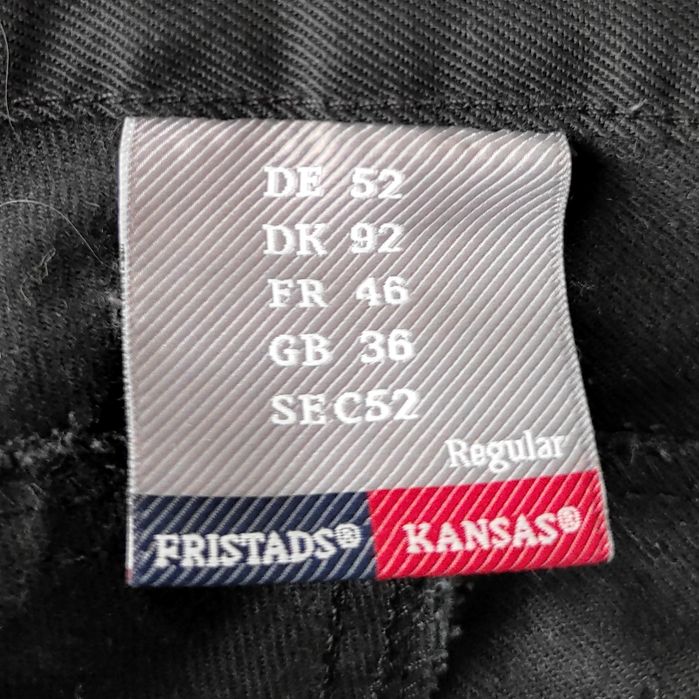 DE 52
DK 92
FR 46
GB 36
SE C52
Regular
FRISTADS® KANSAS®